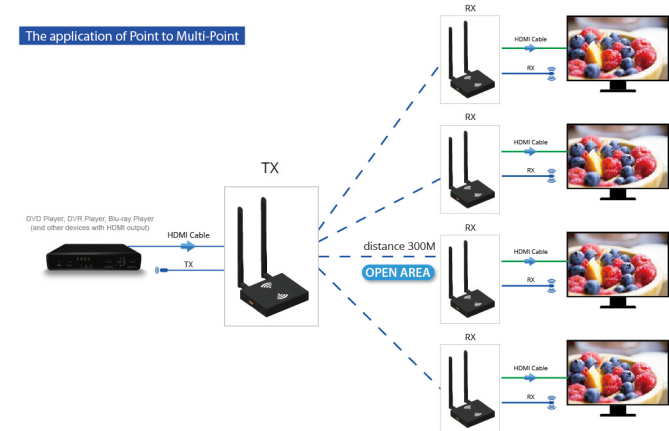 The application of Point to Multi-Point
RX
HDMI Cable
RX
RX
HDMI Cable
RX
TX
DVD Player, DVR Player, Blu-ray Player
(and other devices with HDMI output)
HDMI Cable
TX
distance 300M
OPEN AREA
RX
HDMI Cable
RX
RX
HDMI Cable
RX